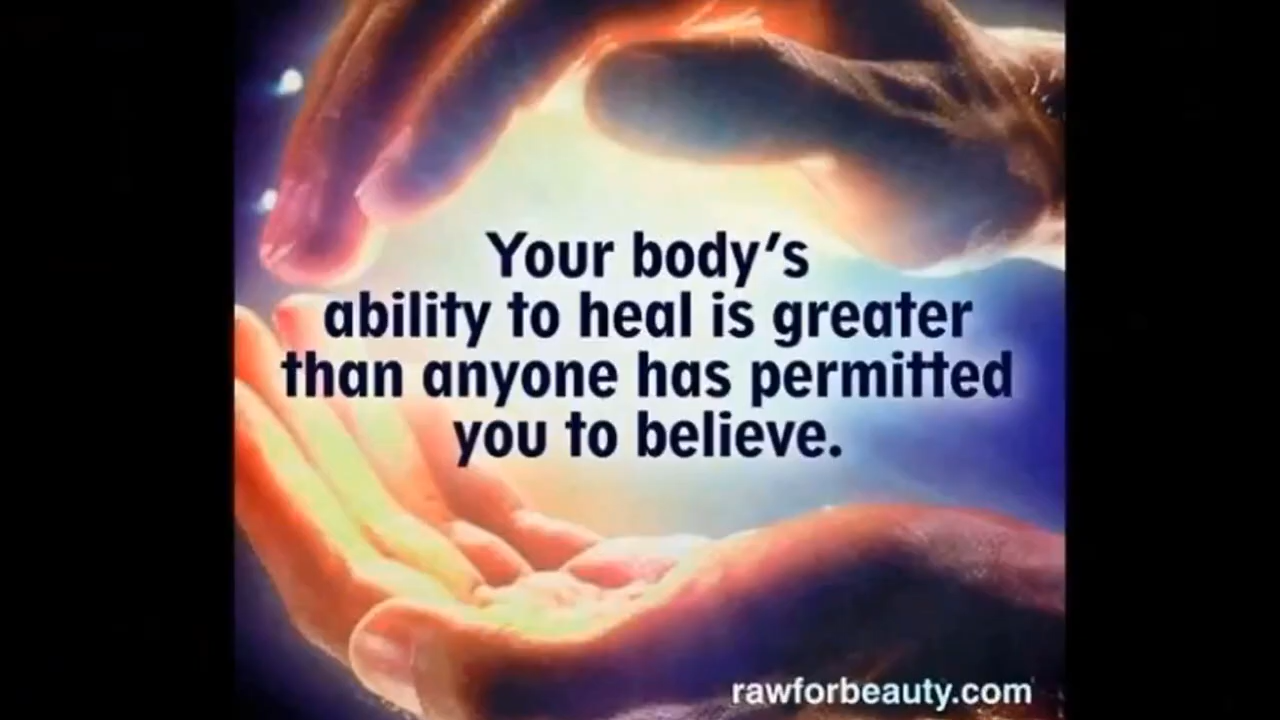 Your body's
ability to heal is greater
than anyone has permitted
you to believe.
rawforbeauty.com